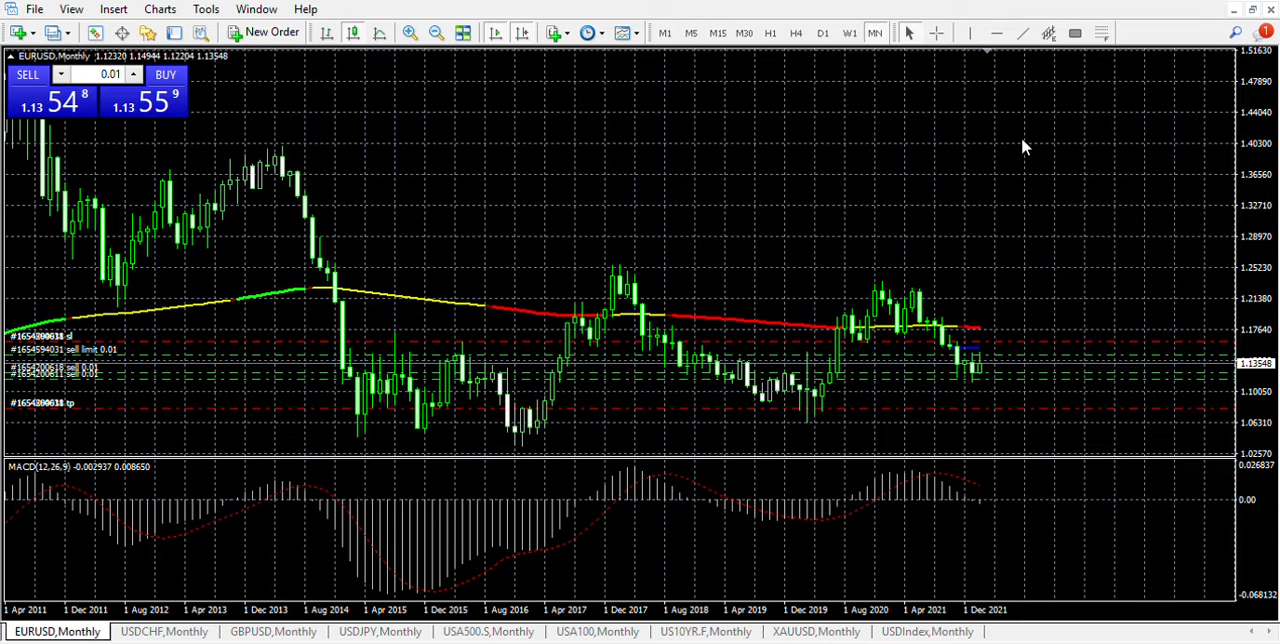 File View Insert Charts Tools Window Help
New Order M1 M5 M15 M30 H1 H4 D1 W1 MN 1
EURUSD,Monthly 1.12320 1.14944 1.12204 1.13548
SELL 0.01 BUY
1.13 54 8 1.13 55 9
1.51630
1.47890
1.44040
1.40300
1.36560
1.32710
1.28970
1.25230
1.21380
1.17640
1.13548
1.10050
1.06310
1.02570
#1654594031 sell limit 0.01
#1654200618 sell 0.01
MACD(12,26,9) -0.002937 0.008650
0.026837
0.00
-0.068132
1 Apr 2011 1 Dec 2011 1 Aug 2012 1 Apr 2013 1 Dec 2013 1 Aug 2014 1 Apr 2015 1 Dec 2015 1 Aug 2016 1 Apr 2017 1 Dec 2017 1 Aug 2018 1 Apr 2019 1 Dec 2019 1 Aug 2020 1 Apr 2021 1 Dec 2021
EURUSD,Monthly USDCHF,Monthly GBPUSD,Monthly USDJPY,Monthly USA500.S,Monthly USA100,Monthly US10YR.F,Monthly XAUUSD,Monthly USDIndex,Monthly